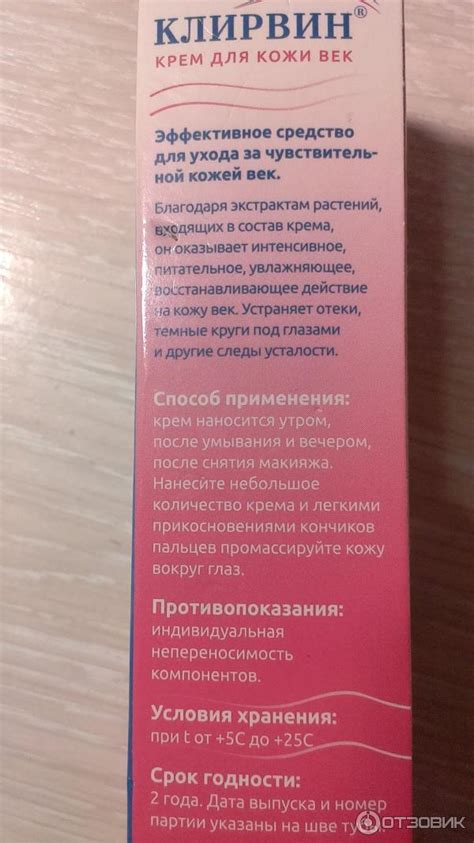 КЛИРВИН®
КРЕМ ДЛЯ КОЖИ ВЕК
Эффективное средство
для ухода за чувствитель-
ной кожей век.
Благодаря экстрактам растений,
входящих в состав крема,
он оказывает интенсивное,
питательное, увлажняющее,
восстанавливающее действие
на кожу век. Устраняет отеки,
темные круги под глазами
и другие следы усталости.
Способ применения:
крем наносится утром,
после умывания и вечером,
после снятия макияжа.
Нанесйте небольшое
количество крема и легкими
прикосновениями кончиков
пальцев промассируйте кожу
вокруг глаз.
Противопоказания:
индивидуальная
непереносимость
компонентов.
Условия хранения:
при t от +5С до +25С
Срок годности:
2 года. Дата выпуска и номер
партии указаны на шве тубы.
ОТЗОВИК